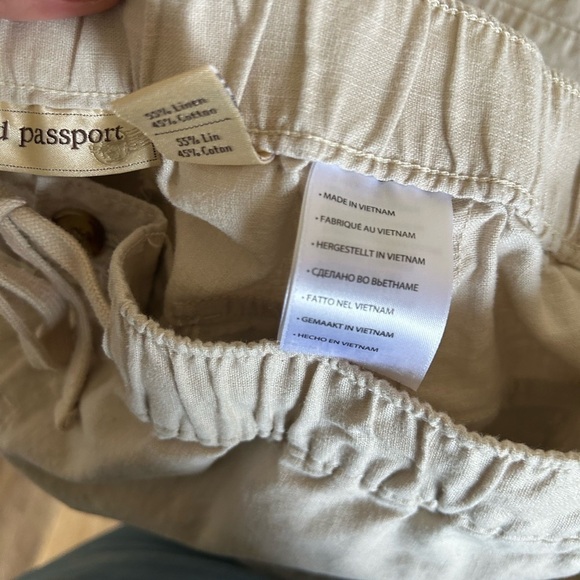 d passport
55% Linen
45% Cotton
55% Lin
45% Coton
• MADE IN VIETNAM
• FABRIQUÉ AU VIETNAM
• HERGESTELLT IN VIETNAM
• СДЕЛАНО ВО ВЬЕТНАМЕ
• FATTO NEL VIETNAM
• GEMAAKT IN VIETNAM
• HECHO EN VIETNAM